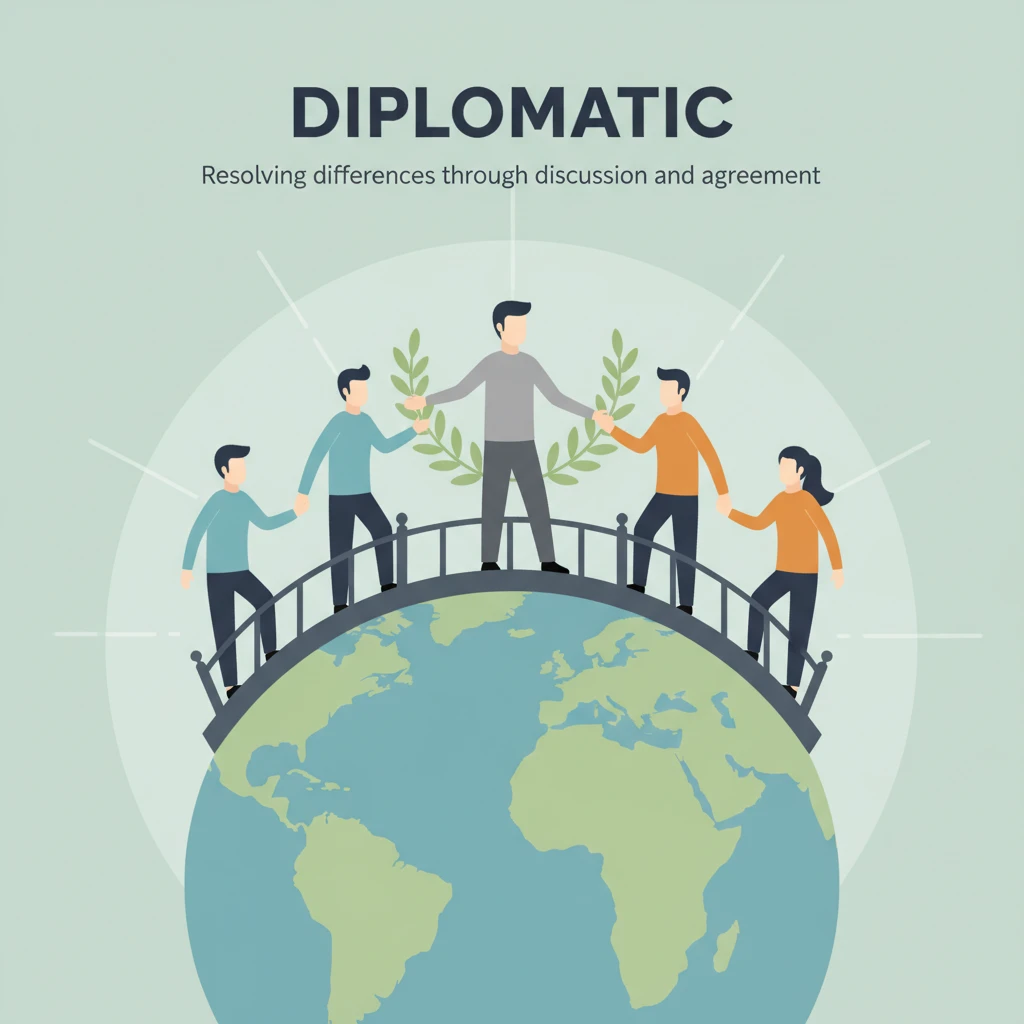 DIPLOMATIC
Resolving differences through discussion and agreement